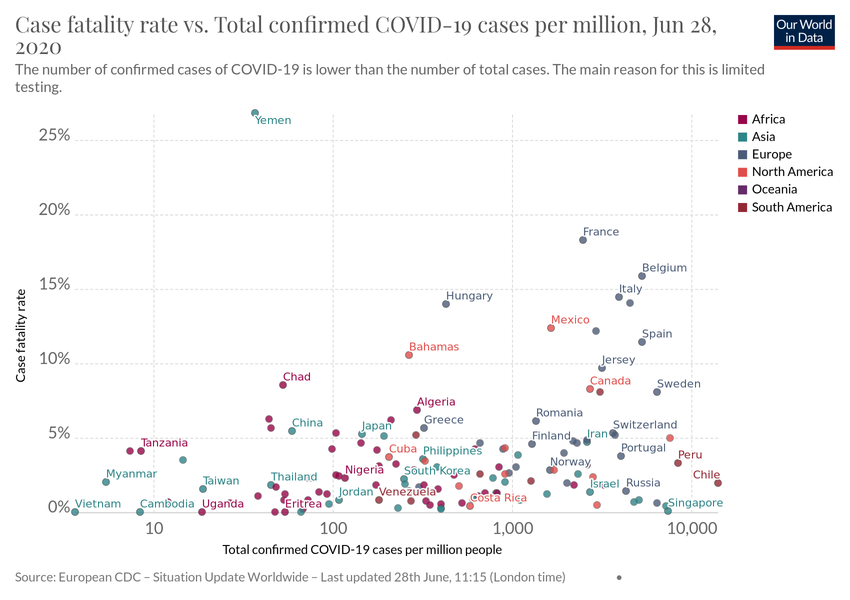 Case fatality rate vs. Total confirmed COVID-19 cases per million, Jun 28,
2020
Our World
in Data
The number of confirmed cases of COVID-19 is lower than the number of total cases. The main reason for this is limited
testing.
Africa
Asia
Europe
North America
Oceania
South America
Case fatality rate
25%
20%
15%
10%
5%
0%
Yemen
France
Belgium
Italy
Hungary
Mexico
Spain
Bahamas
Jersey
Chad
Canada
Sweden
Algeria
Romania
China
Japan
Greece
Switzerland
Finland
Iran
Tanzania
Cuba
Philippines
Portugal
Peru
Myanmar
Taiwan
Thailand
Nigeria
South Korea
Norway
Chile
Jordan
Venezuela
Israel
Russia
Vietnam
Cambodia
Uganda
Eritrea
Costa Rica
Singapore
10
100
1,000
10,000
Total confirmed COVID-19 cases per million people
Source: European CDC – Situation Update Worldwide – Last updated 28th June, 11:15 (London time)